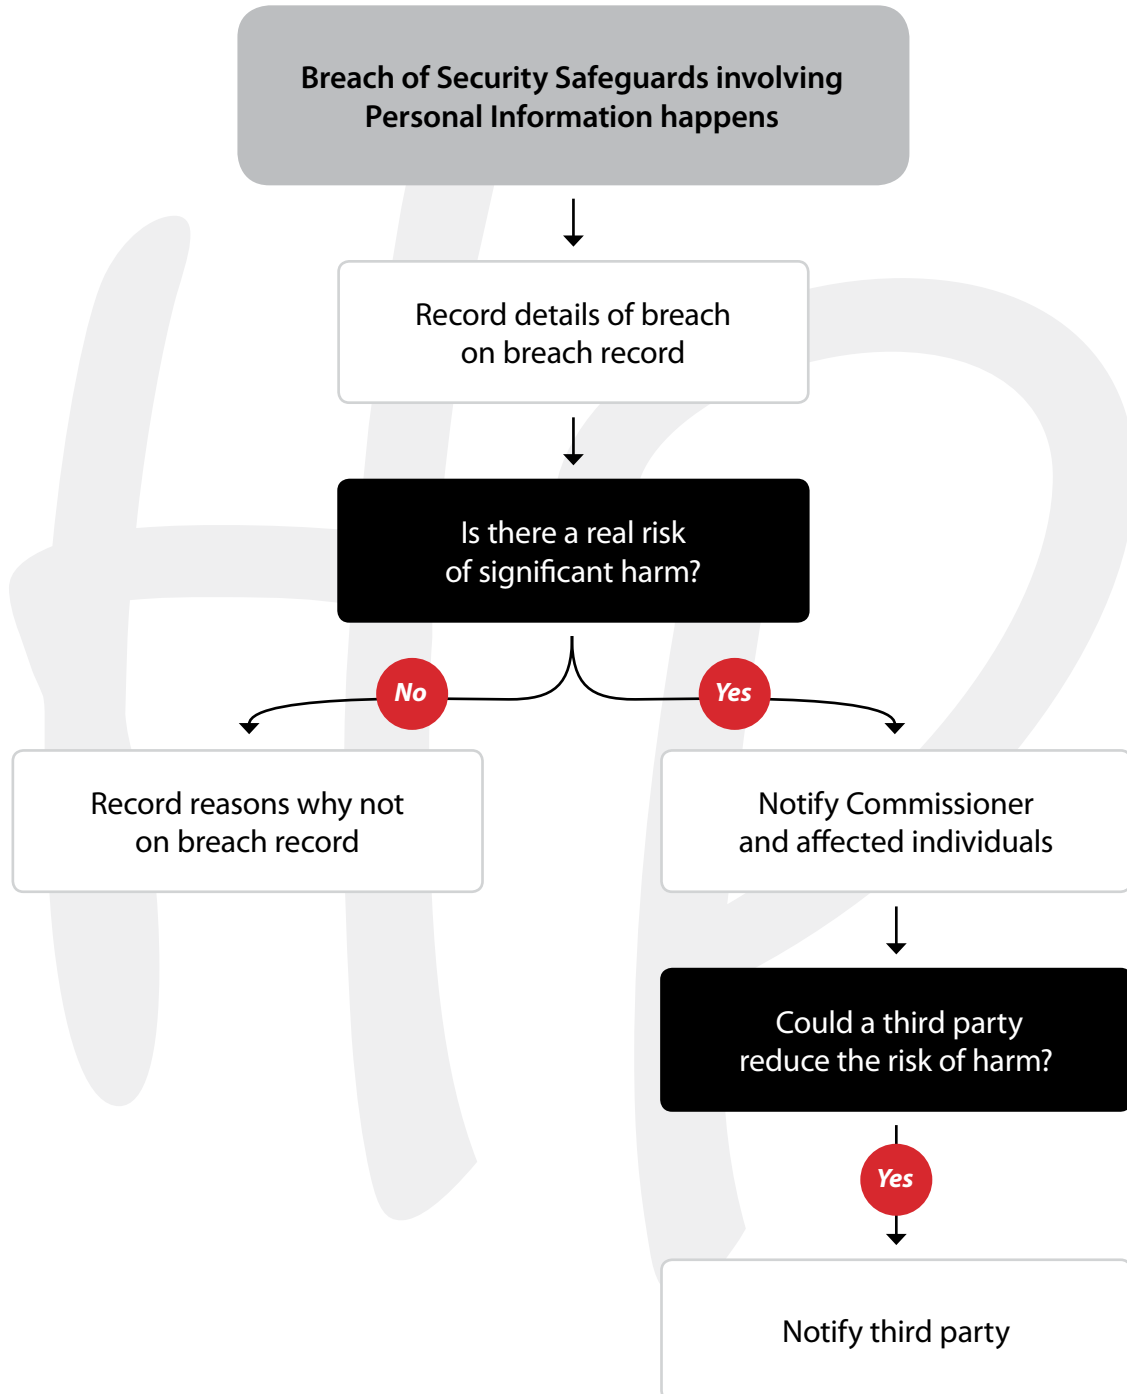 Breach of Security Safeguards involving
Personal Information happens
Record details of breach
on breach record
Is there a real risk
of significant harm?
No
Yes
Record reasons why not
on breach record
Notify Commissioner
and affected individuals
Could a third party
reduce the risk of harm?
Yes
Notify third party